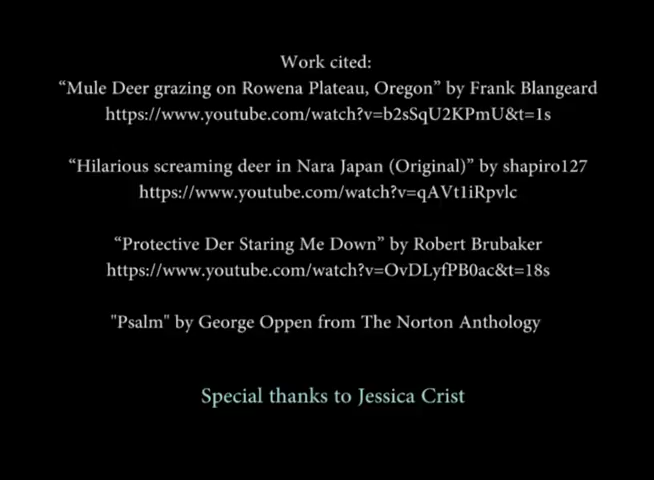 Work cited:
“Mule Deer grazing on Rowena Plateau, Oregon” by Frank Blangeard
https://www.youtube.com/watch?v=b2sSqU2KPmU&t=1s
“Hilarious screaming deer in Nara Japan (Original)” by shapiro127
https://www.youtube.com/watch?v=qAVt1iRpvlc
“Protective Der Staring Me Down” by Robert Brubaker
https://www.youtube.com/watch?v=OvDLyfPB0ac&t=18s
"Psalm" by George Oppen from The Norton Anthology
Special thanks to Jessica Crist